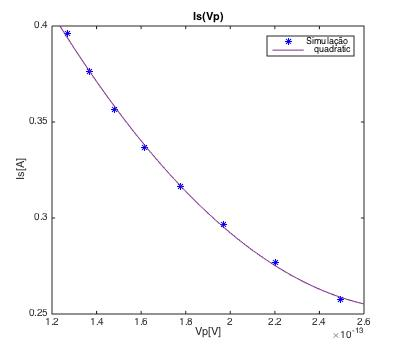 Is(Vp)
Simulação
quadratic
0.4
0.35
0.3
0.25
Is[A]
1.2 1.4 1.6 1.8 2 2.2 2.4 2.6
×10⁻¹³
Vp[V]